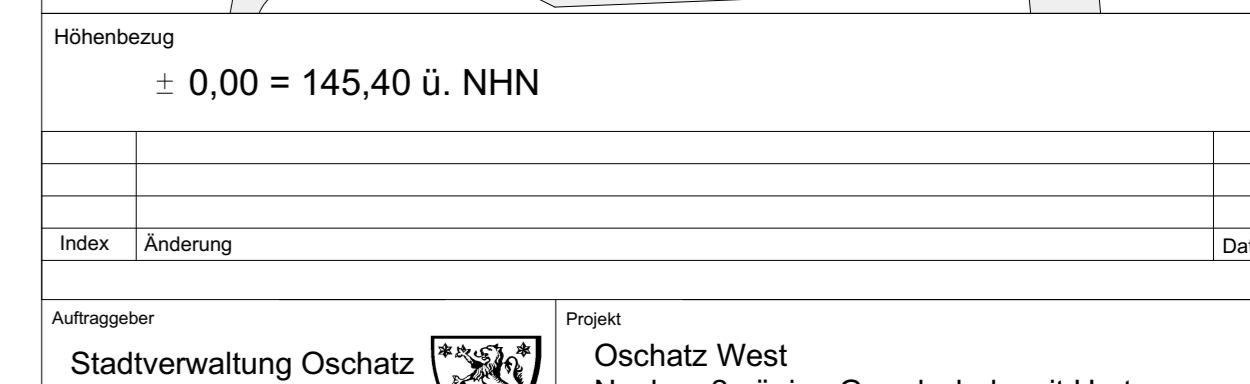 Höhenbezug
± 0,00 = 145,40 ü. NHN
Index Änderung
Auftraggeber
Projekt
Stadtverwaltung Oschatz
Oschatz West